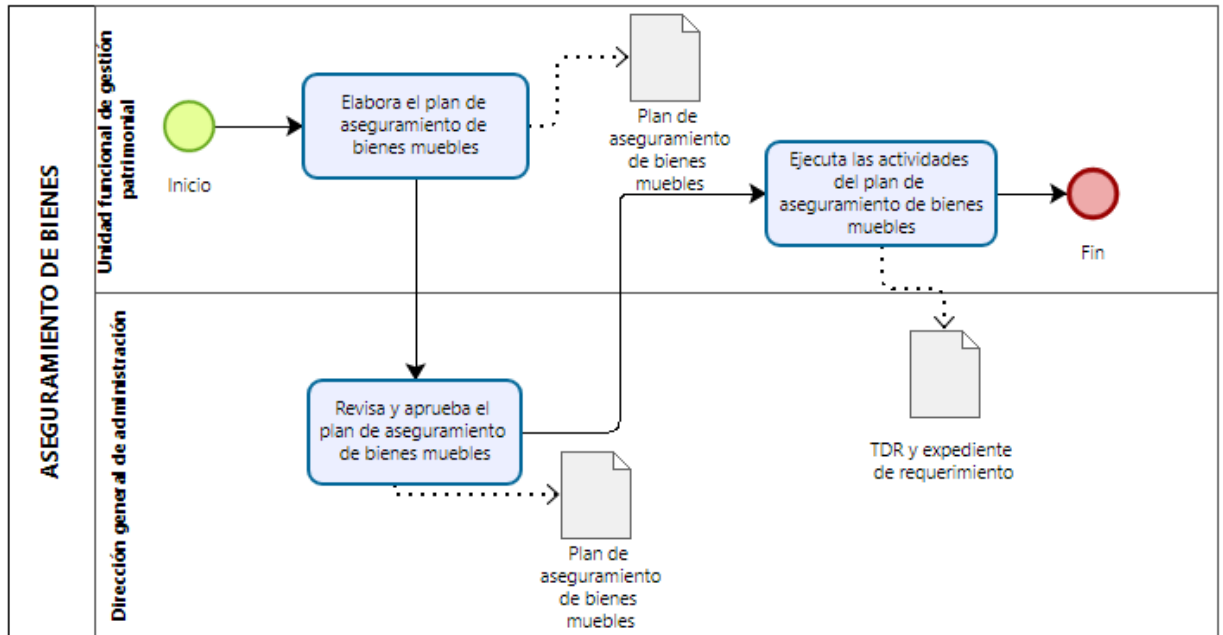 ASEGURAMIENTO DE BIENES
Unidad funcional de gestión
patrimonial
Inicio
Elabora el plan de
aseguramiento de
bienes muebles
Plan de
aseguramiento
de bienes
muebles
Ejecuta las actividades
del plan de
aseguramiento de bienes
muebles
Fin
Dirección general de administración
Revisa y aprueba el
plan de aseguramiento
de bienes muebles
Plan de
aseguramiento
de bienes
muebles
TDR y expediente
de requerimiento